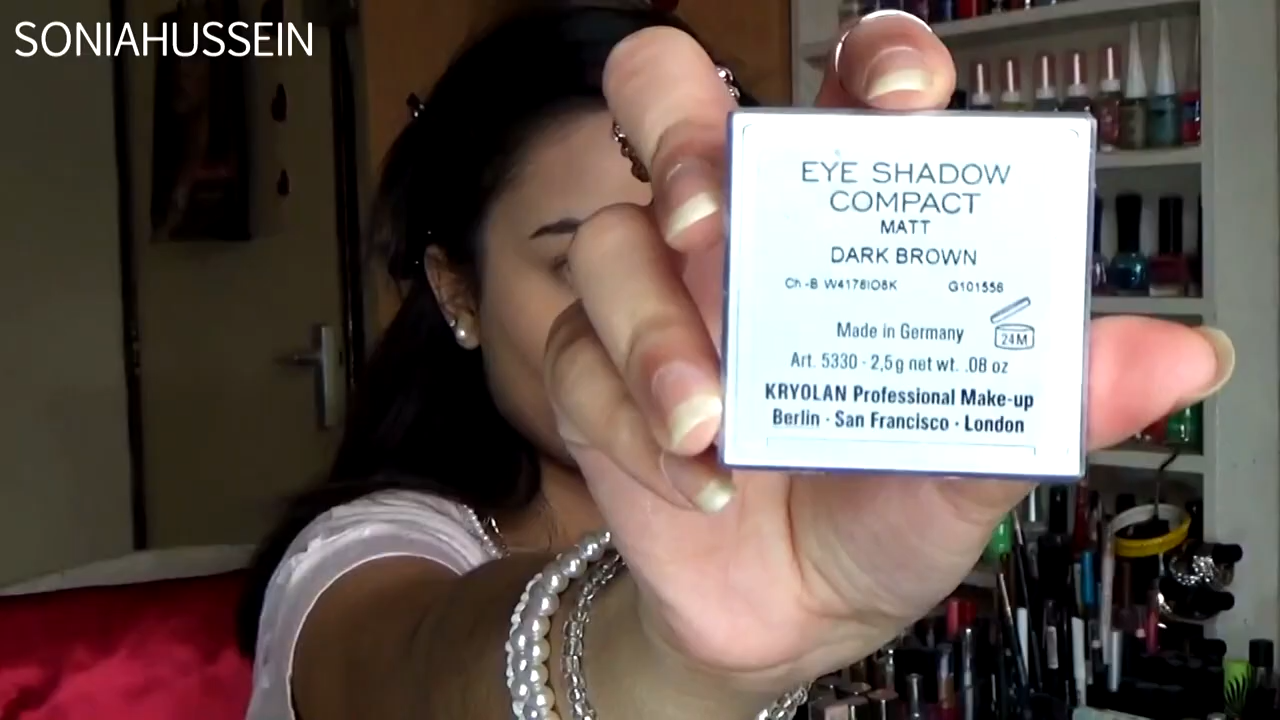 SONIAHUSSEIN
EYE SHADOW
COMPACT
MATT
DARK BROWN
Ch.-B W4178IO8K G101556
Made in Germany 24M
Art. 5330 - 2,5g net wt. .08 oz
KRYOLAN Professional Make-up
Berlin · San Francisco · London